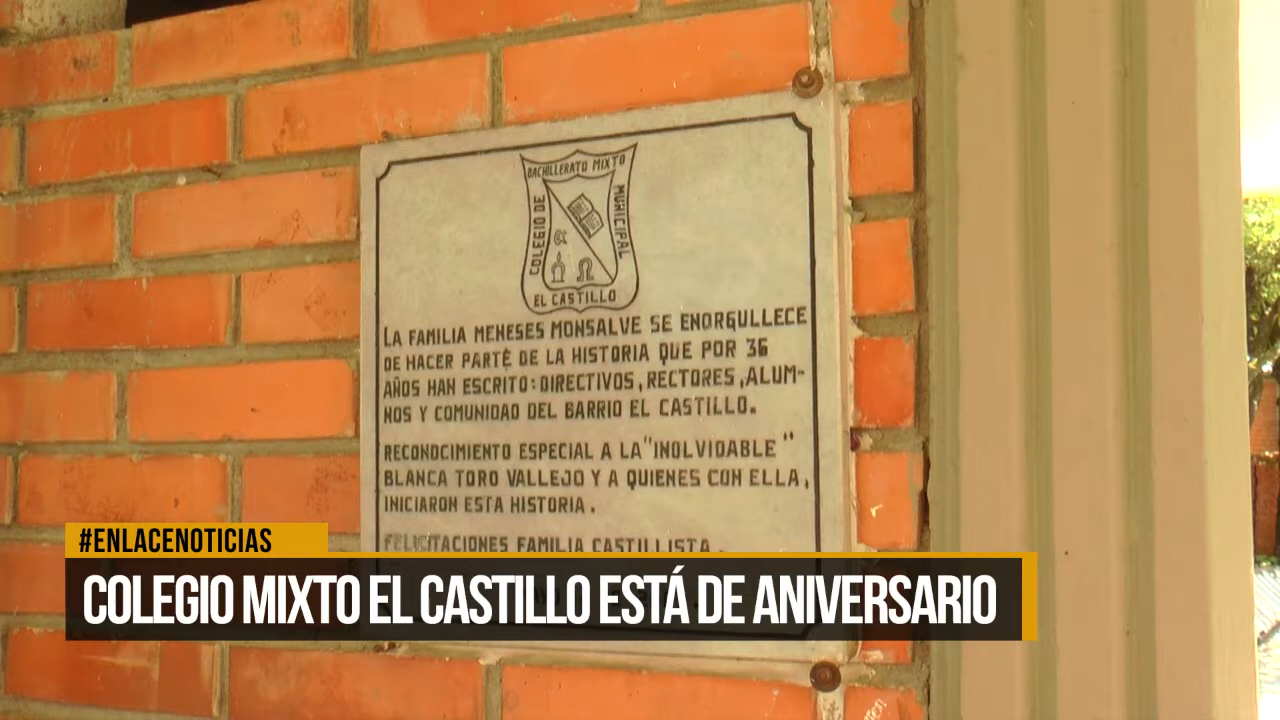 BACHILLERATO MIXTO
COLEGIO DE
MUNICIPAL
EL CASTILLO
LA FAMILIA MENESES MONSALVE SE ENORGULLECE
DE HACER PARTE DE LA HISTORIA QUE POR 36
AÑOS HAN ESCRITO: DIRECTIVOS, RECTORES, ALUM-
NOS Y COMUNIDAD DEL BARRIO EL CASTILLO.
RECONOCIMIENTO ESPECIAL A LA "INOLVIDABLE"
BLANCA TORO VALLEJO Y A QUIENES CON ELLA,
INICIARON ESTA HISTORIA.
FELICITACIONES FAMILIA CASTILLISTA.
#ENLACENOTICIAS
COLEGIO MIXTO EL CASTILLO ESTÁ DE ANIVERSARIO